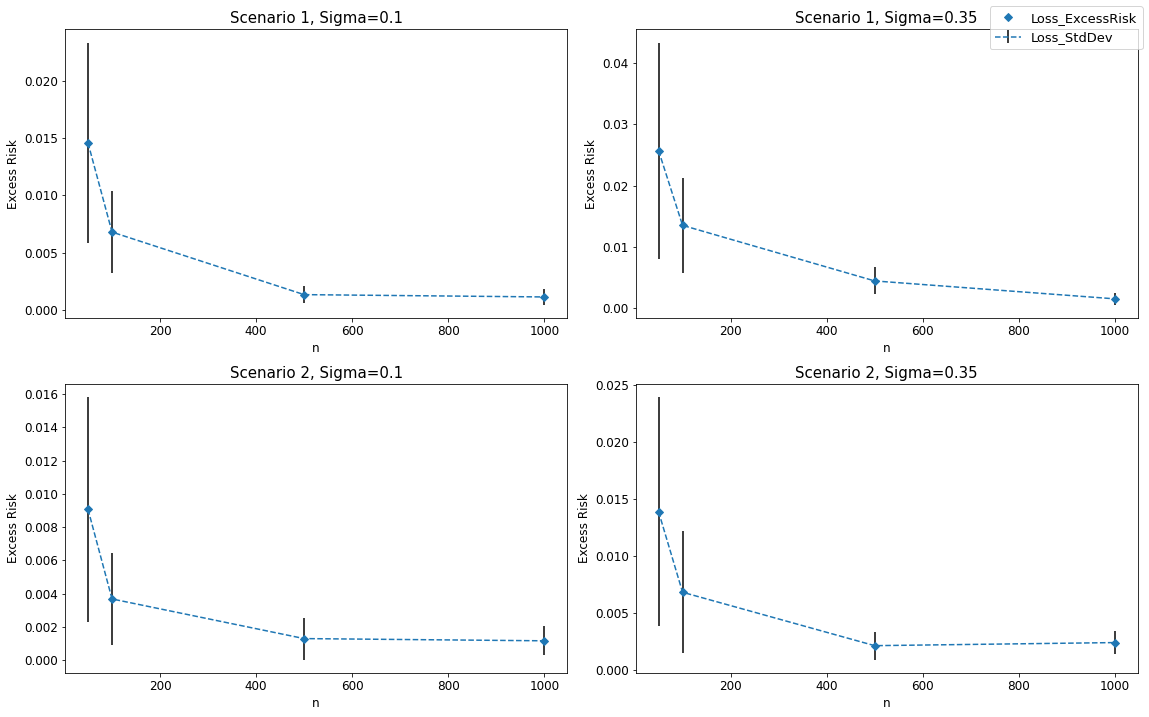 Scenario 1, Sigma=0.1
Excess Risk
0.020
0.015
0.010
0.005
0.000
200 400 600 800 1000
n
Scenario 1, Sigma=0.35
Loss_ExcessRisk
Loss_StdDev
Excess Risk
0.04
0.03
0.02
0.01
0.00
200 400 600 800 1000
n
Scenario 2, Sigma=0.1
Excess Risk
0.016
0.014
0.012
0.010
0.008
0.006
0.004
0.002
0.000
200 400 600 800 1000
n
Scenario 2, Sigma=0.35
Excess Risk
0.025
0.020
0.015
0.010
0.005
0.000
200 400 600 800 1000
n